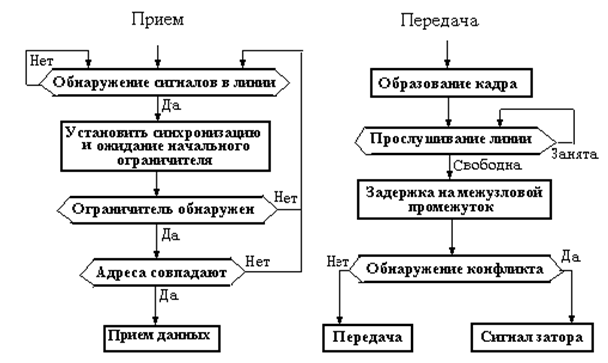 Прием
Нет
Обнаружение сигналов в линии
Да
Установить синхронизацию
и ожидание начального
ограничителя
Ограничитель обнаружен
Нет
Да
Адреса совпадают
Нет
Да
Прием данных
Передача
Образование кадра
Прослушивание линии
Занята
Свободна
Задержка на межузловой
промежуток
Нет
Обнаружение конфликта
Да
Передача
Сигнал затора